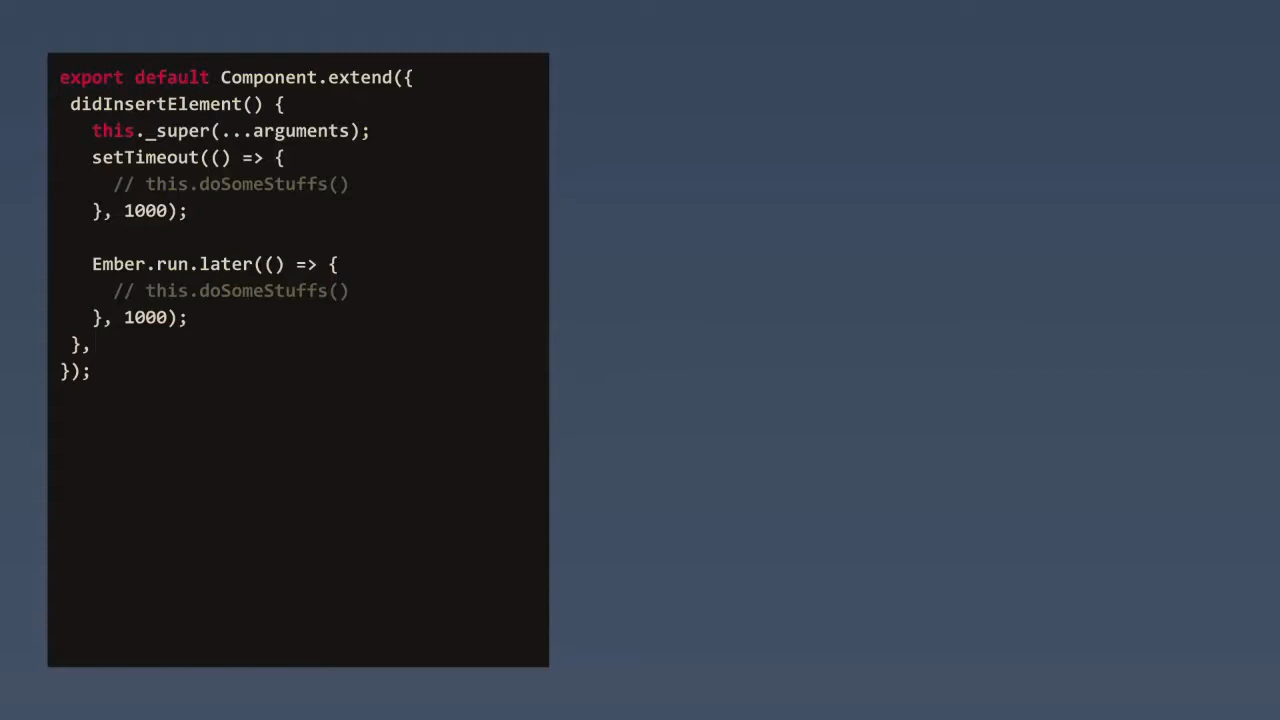 export default Component.extend({
 didInsertElement() {
   this._super(...arguments);
   setTimeout(() => {
     // this.doSomeStuffs()
   }, 1000);

   Ember.run.later(() => {
     // this.doSomeStuffs()
   }, 1000);
 },
});